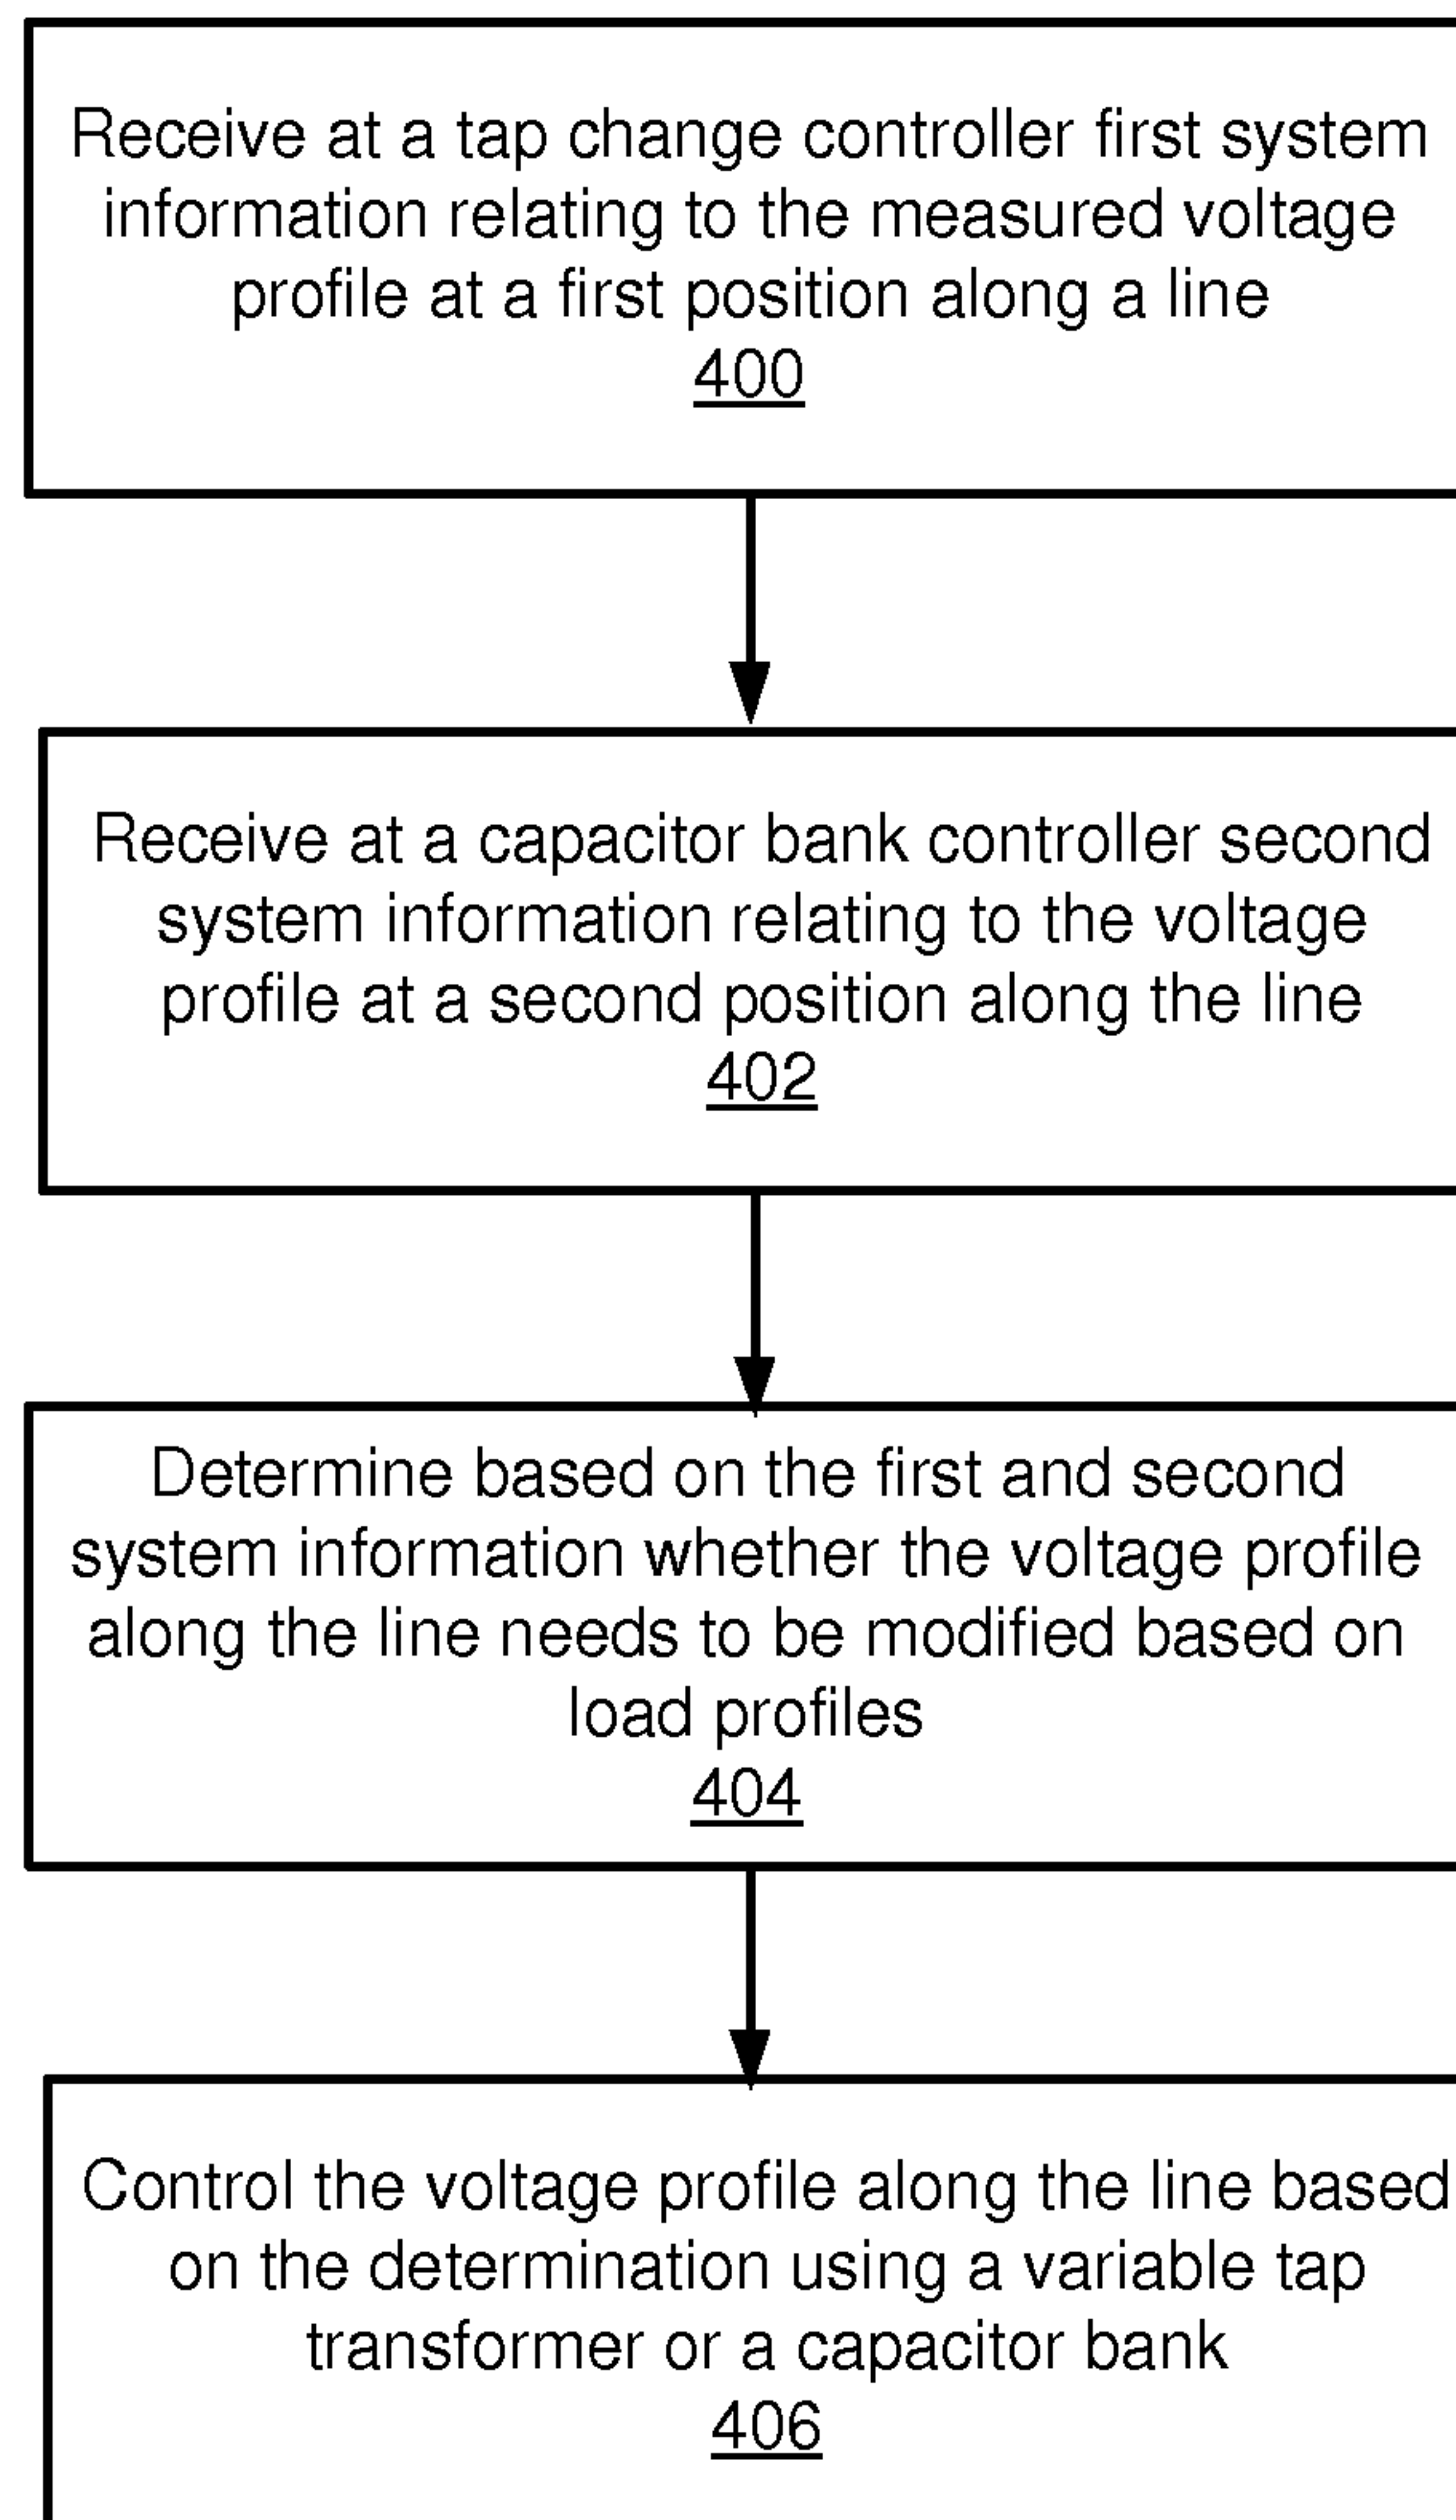 Receive at a tap change controller first system
information relating to the measured voltage
profile at a first position along a line
400
Receive at a capacitor bank controller second
system information relating to the voltage
profile at a second position along the line
402
Determine based on the first and second
system information whether the voltage profile
along the line needs to be modified based on
load profiles
404
Control the voltage profile along the line based
on the determination using a variable tap
transformer or a capacitor bank
406